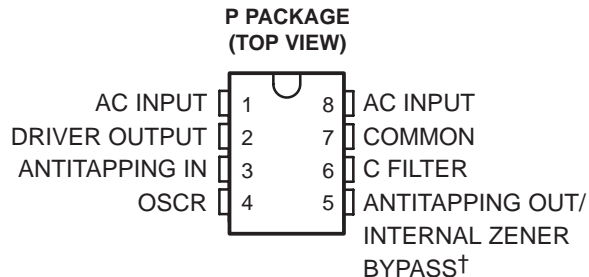 P PACKAGE
(TOP VIEW)
AC INPUT 1 8 AC INPUT
DRIVER OUTPUT 2 7 COMMON
ANTITAPPING IN 3 6 C FILTER
OSCR 4 5 ANTITAPPING OUT/
INTERNAL ZENER
BYPASS†